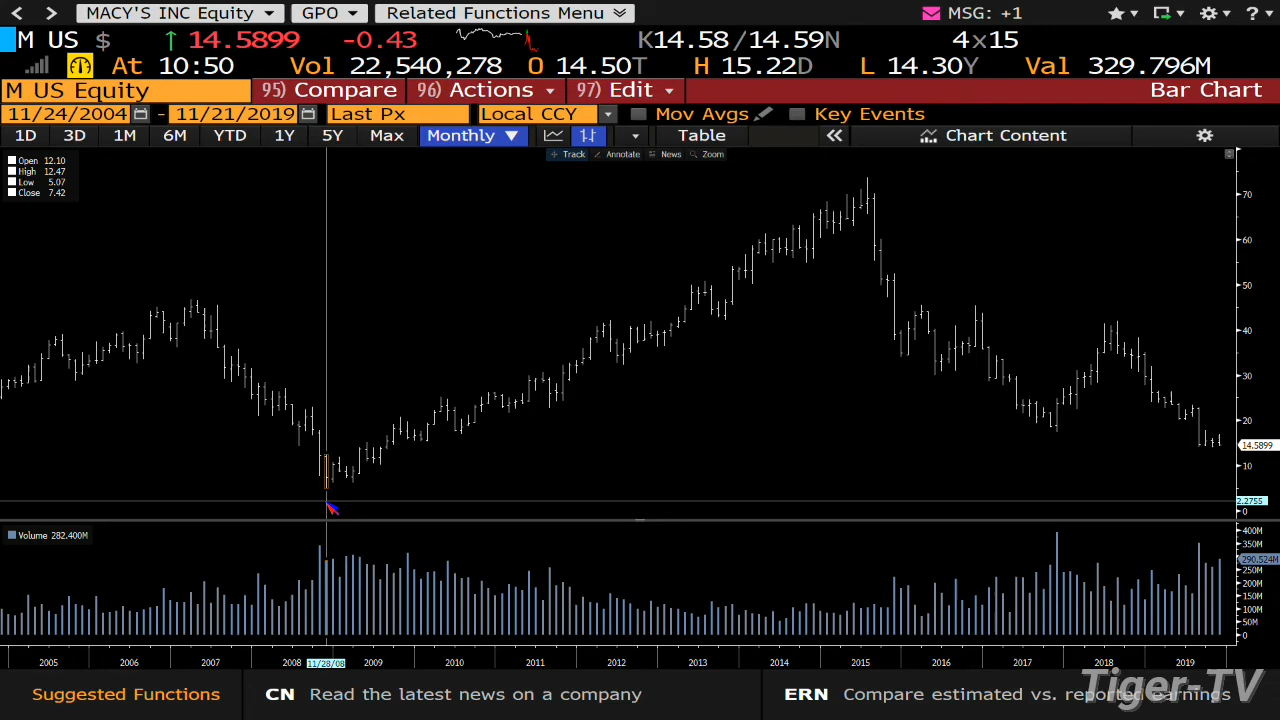 MACY'S INC Equity GPO Related Functions Menu MSG: +1
M US $ 14.5899 -0.43 K14.58/14.59N 4x15
At 10:50 Vol 22,540,278 O 14.50T H 15.22D L 14.30Y Val 329.796M
M US Equity 95) Compare 96) Actions 97) Edit Bar Chart
11/24/2004 - 11/21/2019 Last Px Local CCY Mov Avgs Key Events
1D 3D 1M 6M YTD 1Y 5Y Max Monthly Table Chart Content
Track Annotate News Zoom
Open 12.10
High 12.47
Low 5.07
Close 7.42
70
60
50
40
30
20
14.5899
10
2.2755
0
Volume 282.400M
400M
350M
290.524M
250M
200M
150M
100M
50M
0
2005 2006 2007 2008 11/28/08 2009 2010 2011 2012 2013 2014 2015 2016 2017 2018 2019
Suggested Functions CN Read the latest news on a company ERN Compare estimated vs. reported earnings
Tiger-TV